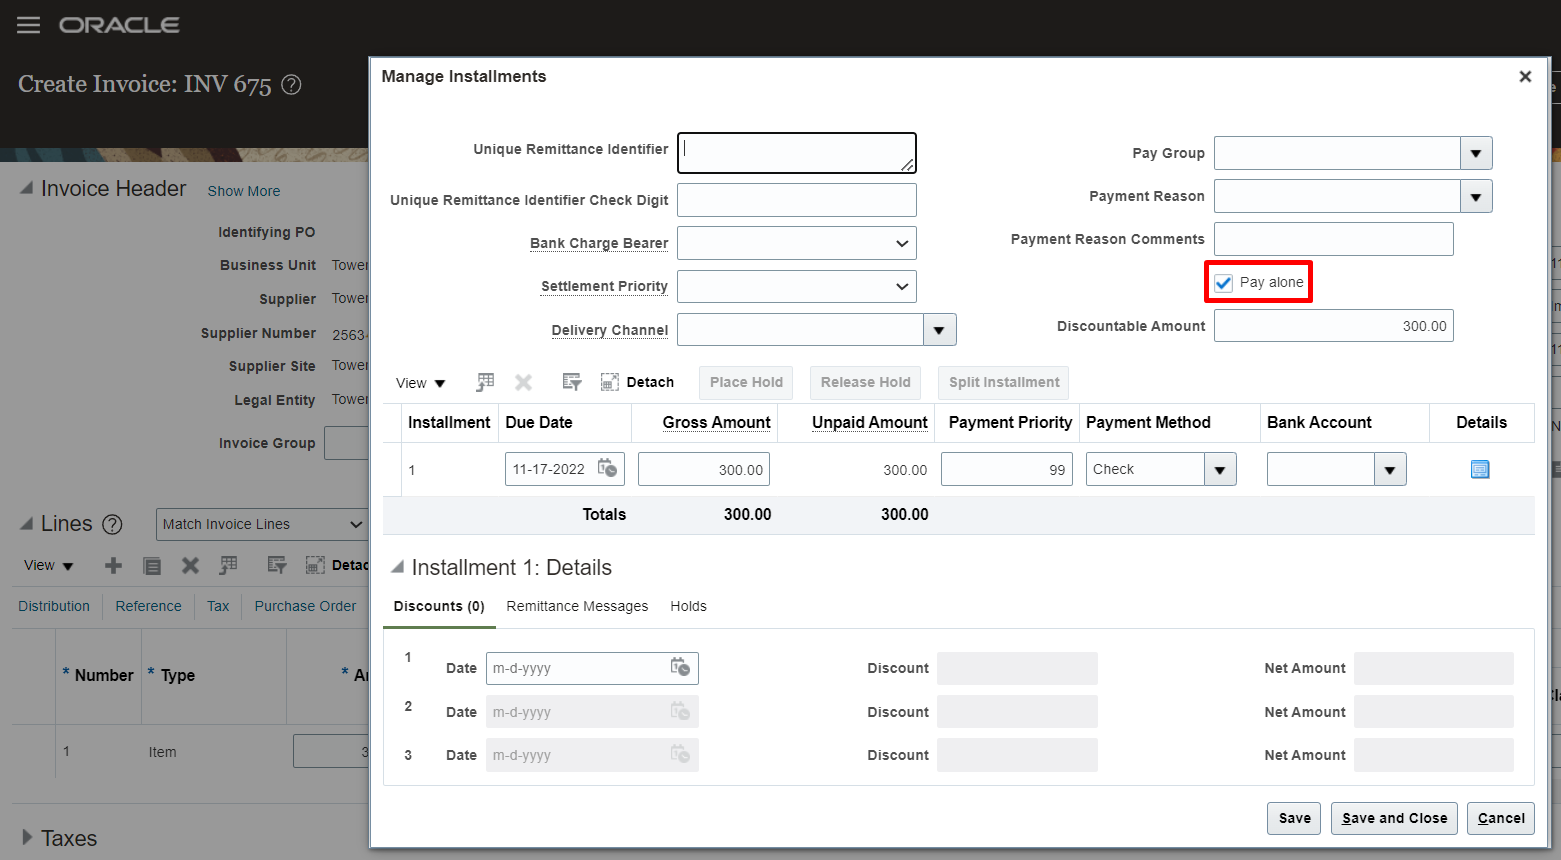 ORACLE
Create Invoice: INV 675 ?
Invoice Header Show More
Identifying PO
Business Unit Tower
Supplier Tower
Supplier Number 2563
Supplier Site Tower
Legal Entity Tower
Invoice Group
Lines ? Match Invoice Lines
View Detac
Distribution Reference Tax Purchase Order
* Number * Type * A
1 Item 3
Taxes
Manage Installments
Unique Remittance Identifier
Unique Remittance Identifier Check Digit
Bank Charge Bearer
Settlement Priority
Delivery Channel
Pay Group
Payment Reason
Payment Reason Comments
Pay alone
Discountable Amount 300.00
View Detach Place Hold Release Hold Split Installment
Installment Due Date Gross Amount Unpaid Amount Payment Priority Payment Method Bank Account Details
1 11-17-2022 300.00 300.00 99 Check
Totals 300.00 300.00
Installment 1: Details
Discounts (0) Remittance Messages Holds
1 Date m-d-yyyy Discount Net Amount
2 Date m-d-yyyy Discount Net Amount
3 Date m-d-yyyy Discount Net Amount
Save Save and Close Cancel